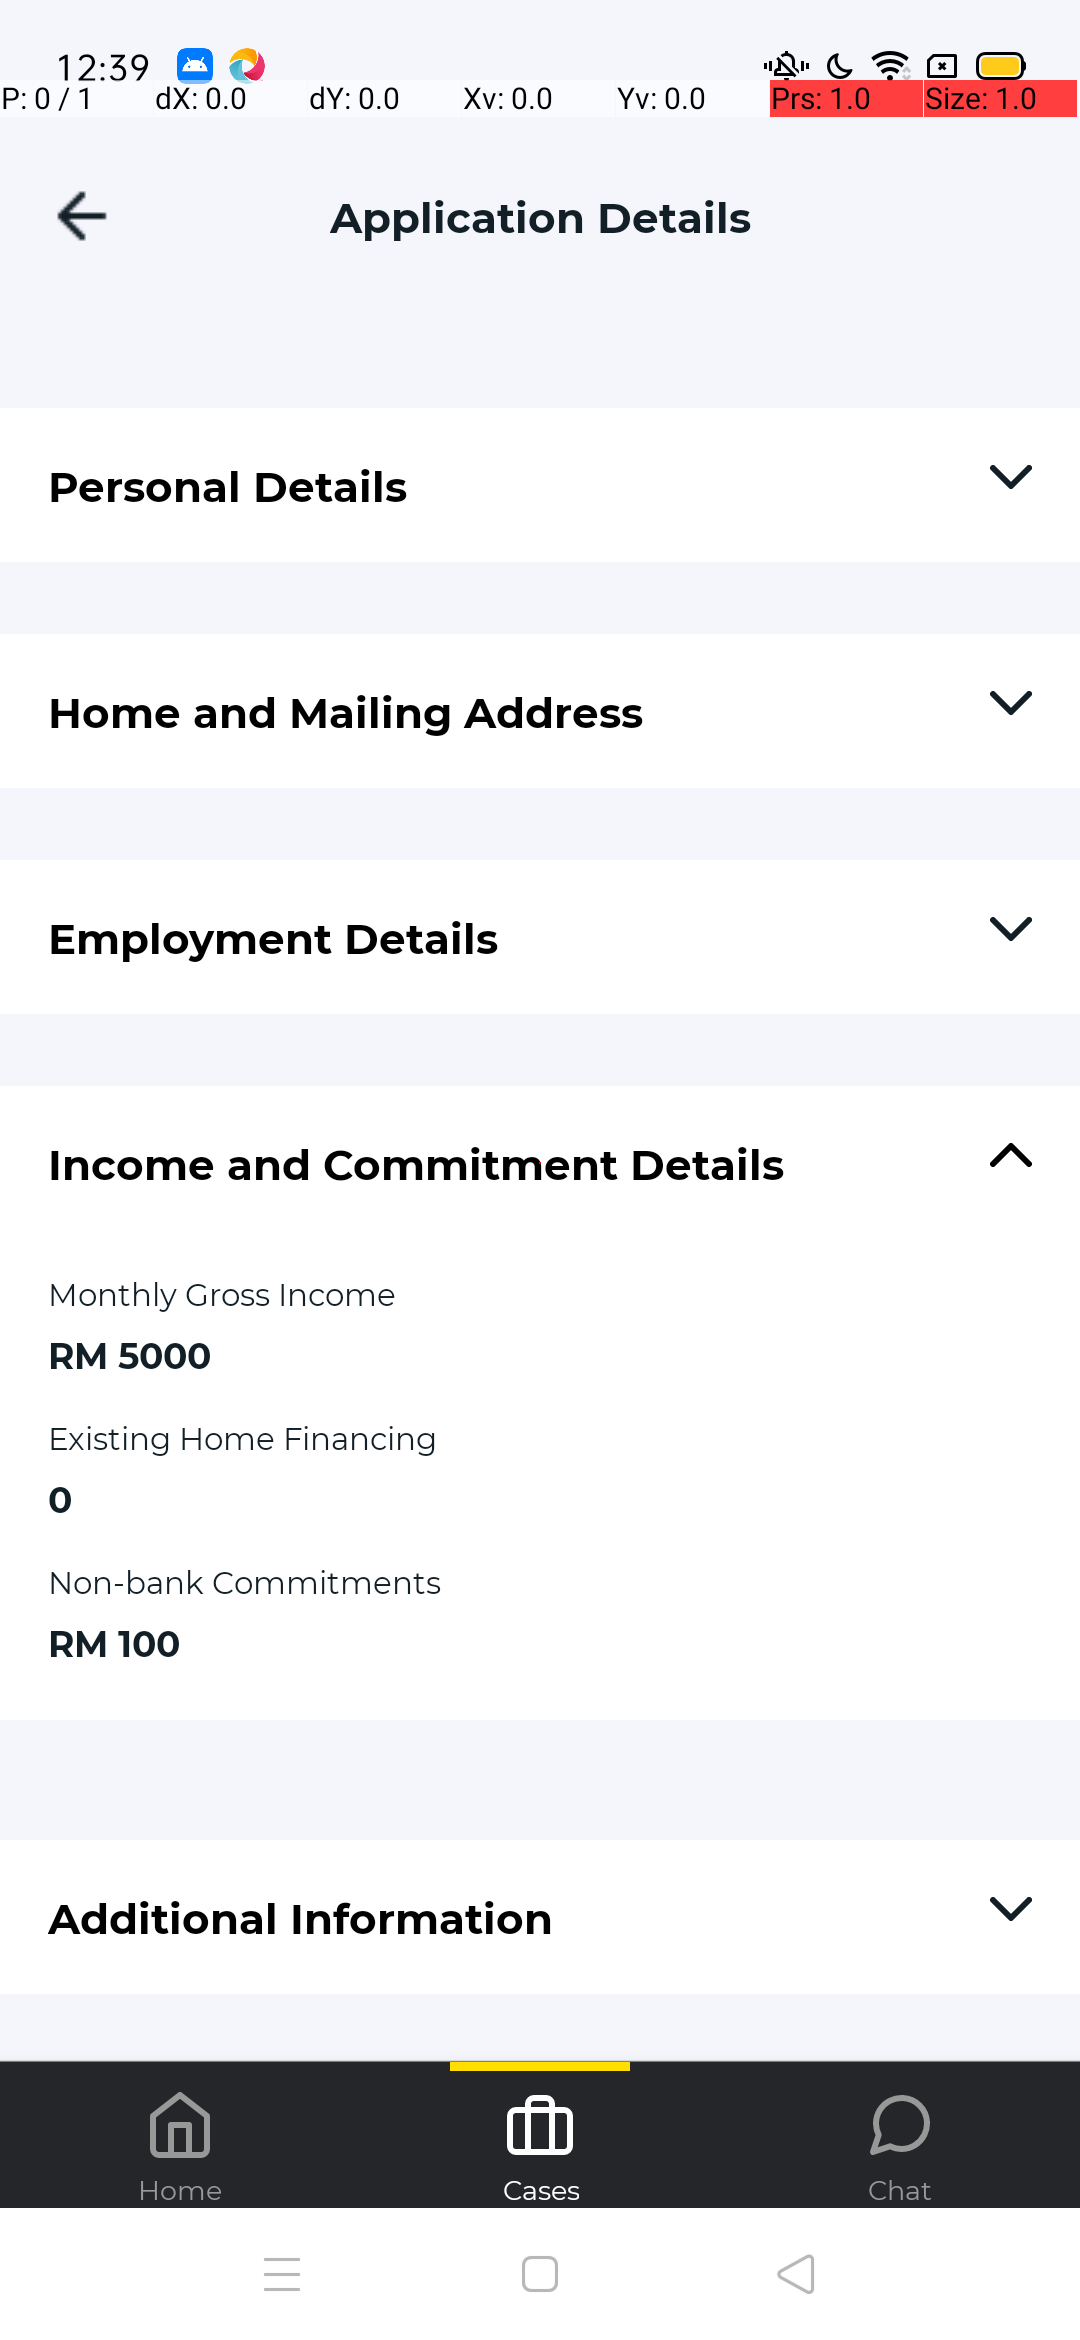 12:39
P: 0 / 1 dX: 0.0 dY: 0.0 Xv: 0.0 Yv: 0.0 Prs: 1.0 Size: 1.0
Application Details
Personal Details
Home and Mailing Address
Employment Details
Income and Commitment Details
Monthly Gross Income
RM 5000
Existing Home Financing
0
Non-bank Commitments
RM 100
Additional Information
Home Cases Chat